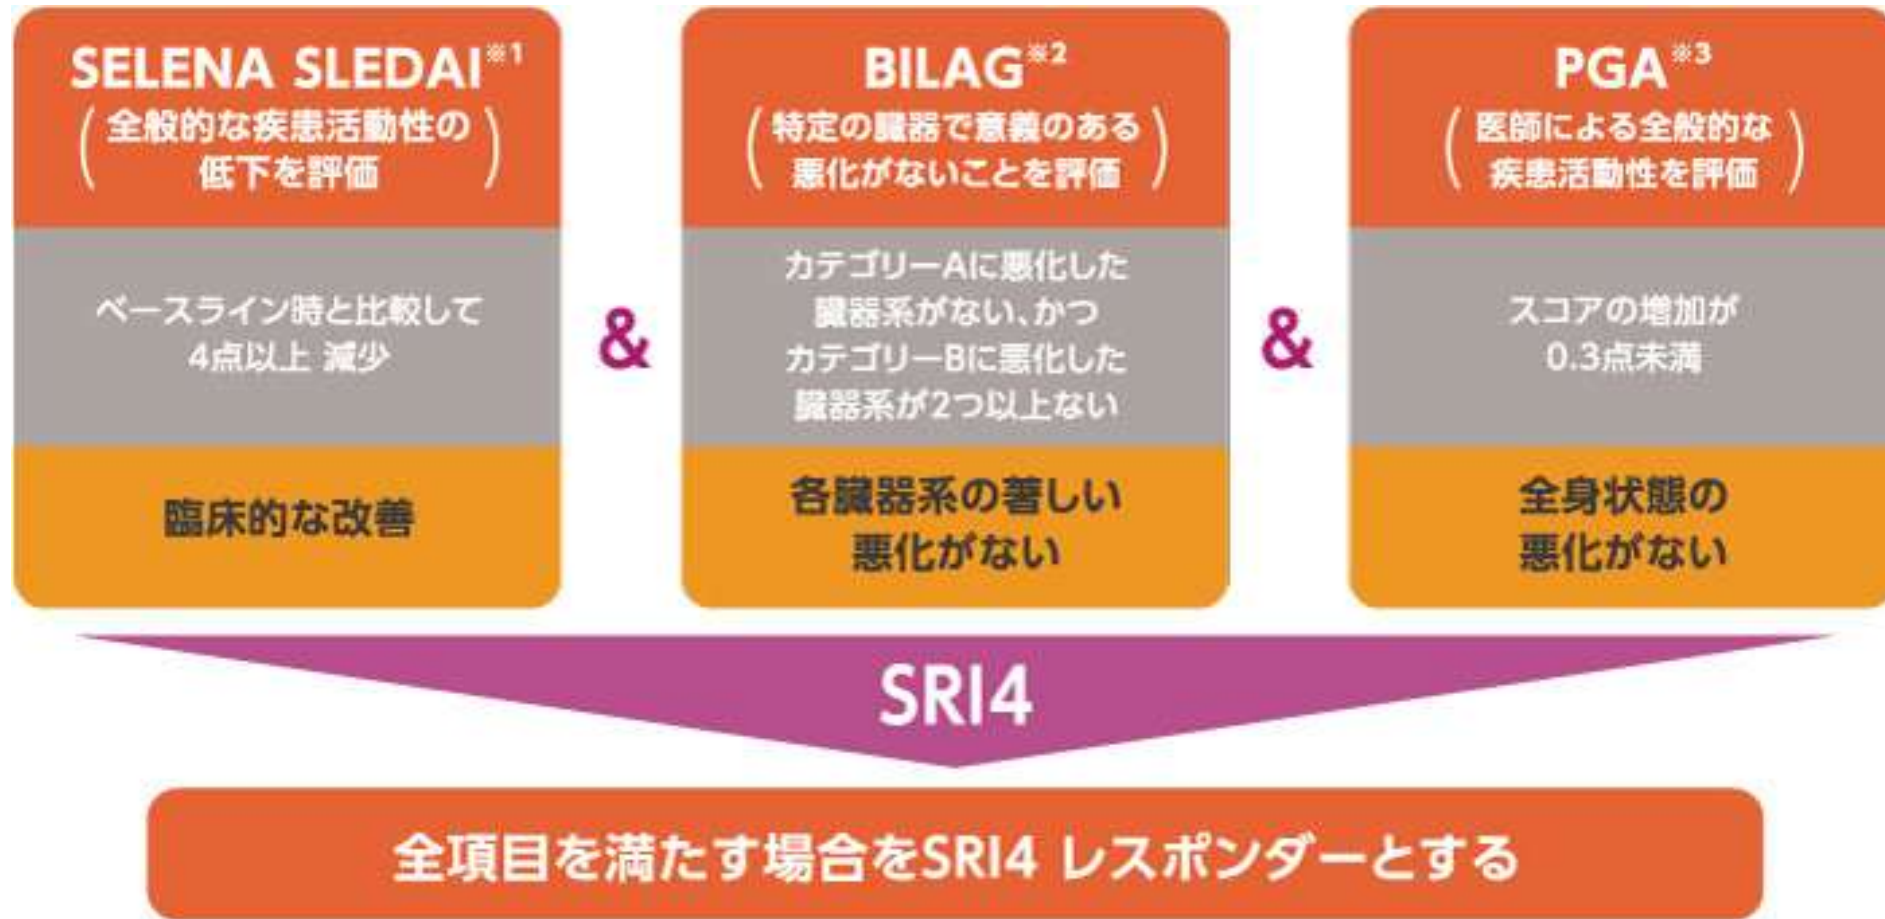 SELENA SLEDAI※1
(全般的な疾患活動性の
低下を評価)
ベースライン時と比較して
4点以上 減少
臨床的な改善
&
BILAG※2
(特定の臓器で意義のある
悪化がないことを評価)
カテゴリーAに悪化した
臓器系がない、かつ
カテゴリーBに悪化した
臓器系が2つ以上ない
各臓器系の著しい
悪化がない
&
PGA※3
(医師による全般的な
疾患活動性を評価)
スコアの増加が
0.3点未満
全身状態の
悪化がない
SRI4
全項目を満たす場合をSRI4 レスポンダーとする